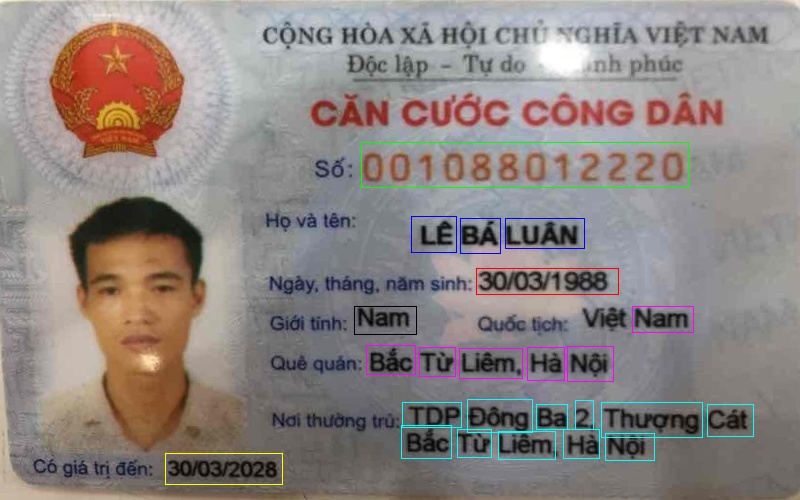 CỘNG HÒA XÃ HỘI CHỦ NGHĨA VIỆT NAM
Độc lập - Tự do - Hạnh phúc
CĂN CƯỚC CÔNG DÂN
Số: 001088012220
Họ và tên:
LÊ BÁ LUÂN
Ngày, tháng, năm sinh: 30/03/1988
Giới tính: Nam Quốc tịch: Việt Nam
Quê quán: Bắc Từ Liêm, Hà Nội
Nơi thường trú: TDP Đông Ba 2, Thượng Cát
Bắc Từ Liêm, Hà Nội
Có giá trị đến: 30/03/2028